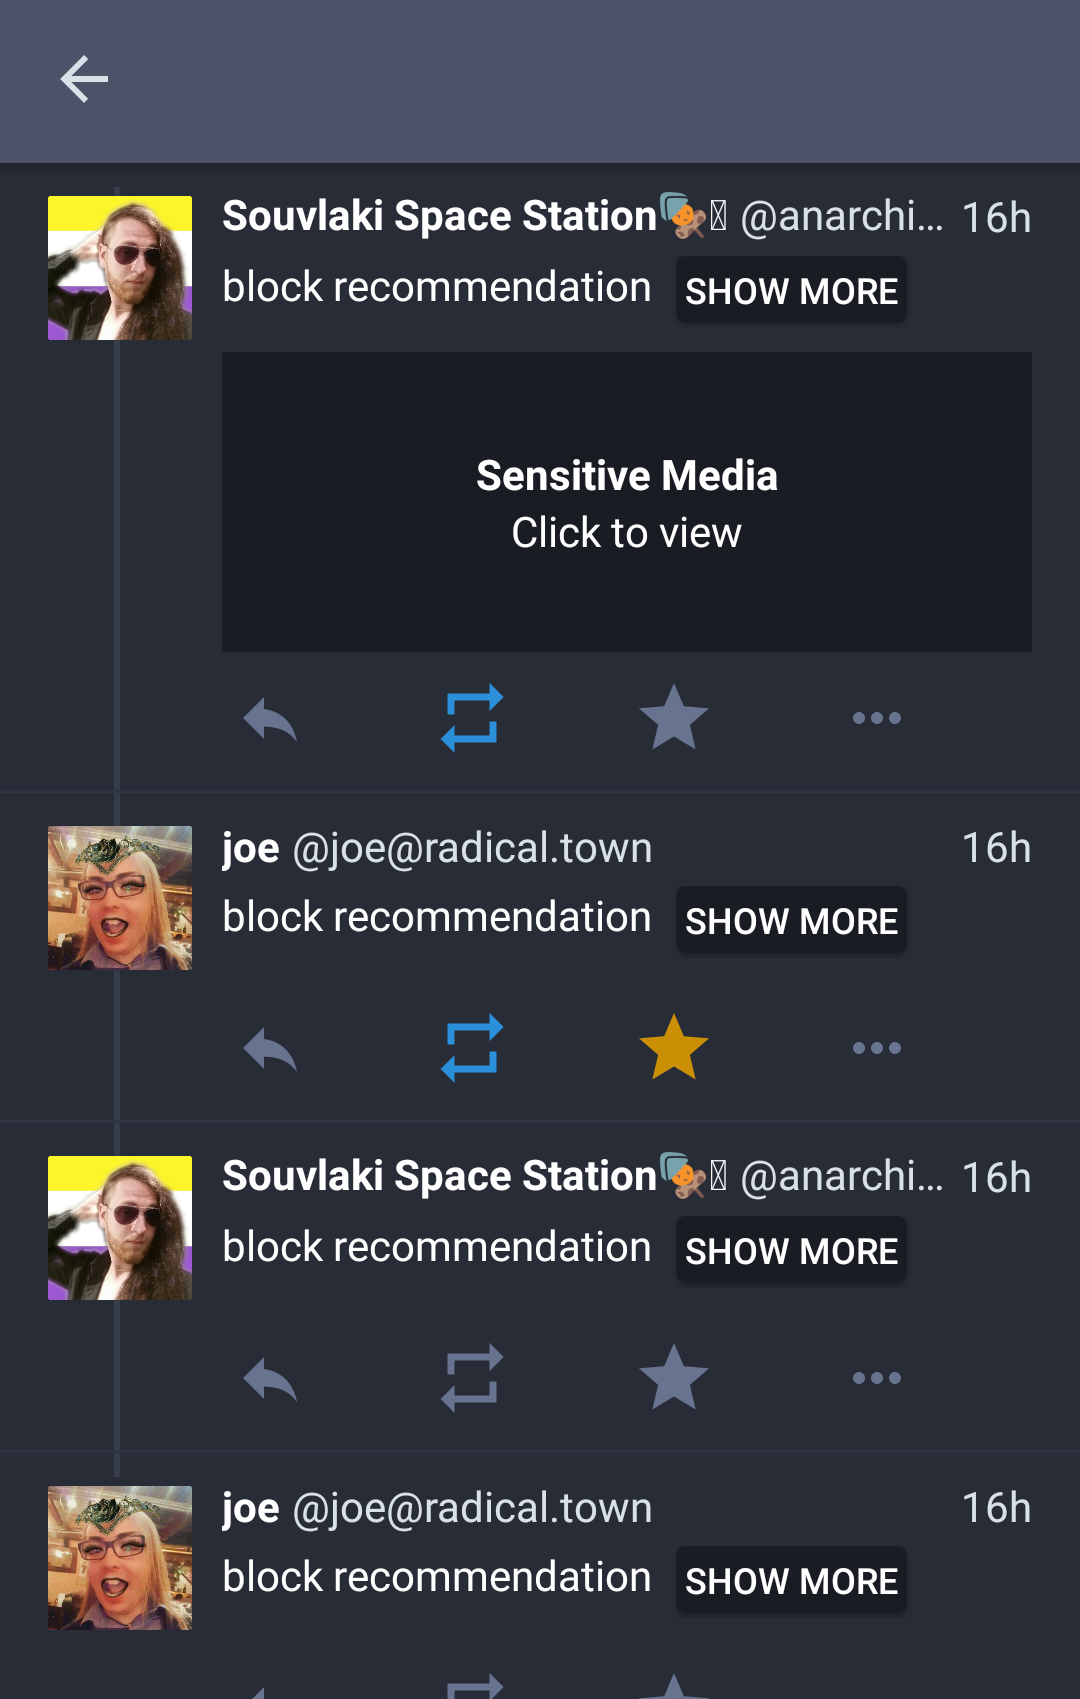 Souvlaki Space Station @anarchi... 16h
block recommendation SHOW MORE
Sensitive Media
Click to view
joe @joe@radical.town 16h
block recommendation SHOW MORE
Souvlaki Space Station @anarchi... 16h
block recommendation SHOW MORE
joe @joe@radical.town 16h
block recommendation SHOW MORE